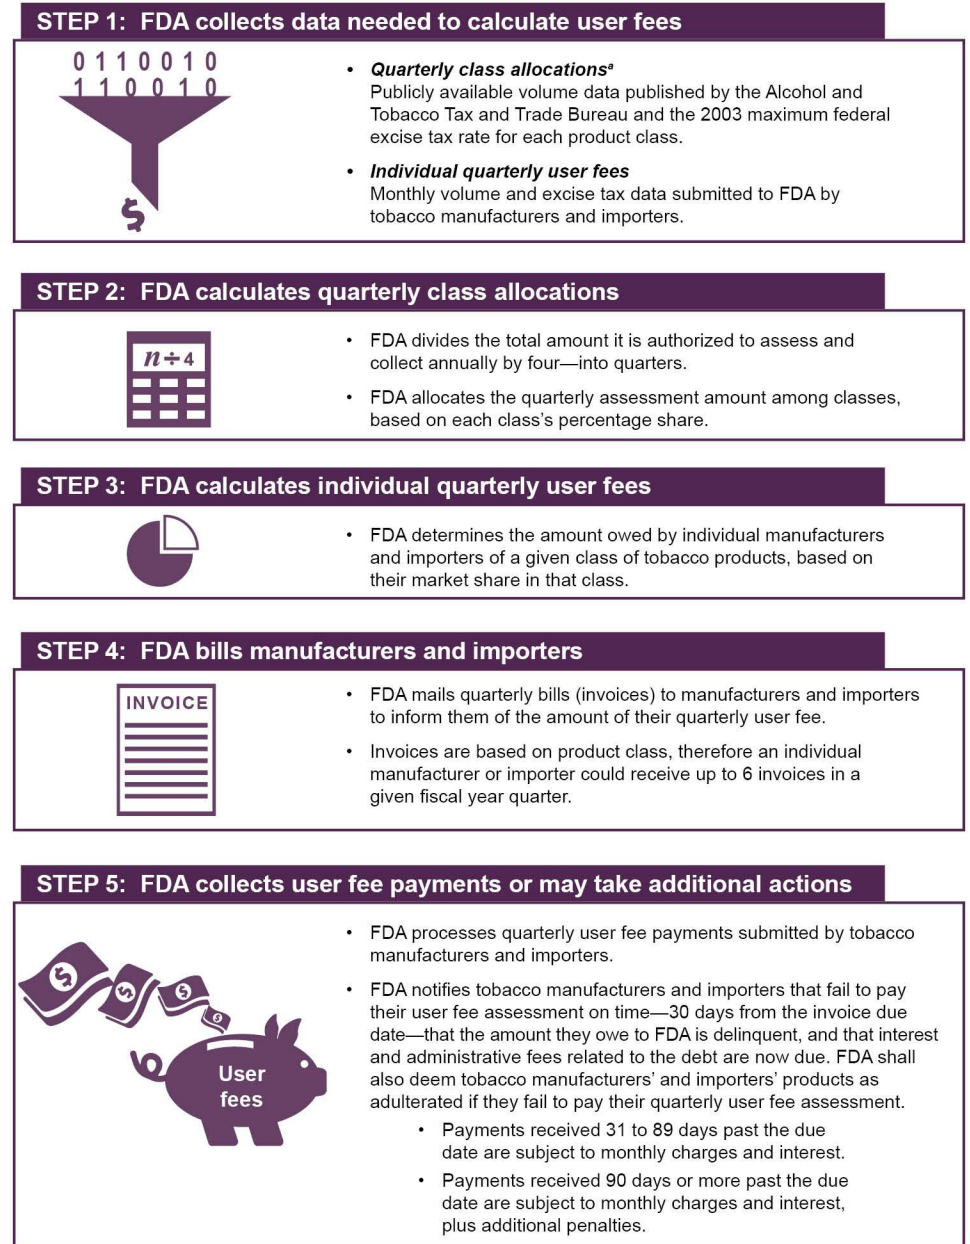 STEP 1: FDA collects data needed to calculate user fees
0 1 1 0 0 1 0
1 1 0 0 1 0
$
• Quarterly class allocationsª
Publicly available volume data published by the Alcohol and
Tobacco Tax and Trade Bureau and the 2003 maximum federal
excise tax rate for each product class.
• Individual quarterly user fees
Monthly volume and excise tax data submitted to FDA by
tobacco manufacturers and importers.
STEP 2: FDA calculates quarterly class allocations
n÷4
• FDA divides the total amount it is authorized to assess and
collect annually by four—into quarters.
• FDA allocates the quarterly assessment amount among classes,
based on each class’s percentage share.
STEP 3: FDA calculates individual quarterly user fees
• FDA determines the amount owed by individual manufacturers
and importers of a given class of tobacco products, based on
their market share in that class.
STEP 4: FDA bills manufacturers and importers
INVOICE
• FDA mails quarterly bills (invoices) to manufacturers and importers
to inform them of the amount of their quarterly user fee.
• Invoices are based on product class, therefore an individual
manufacturer or importer could receive up to 6 invoices in a
given fiscal year quarter.
STEP 5: FDA collects user fee payments or may take additional actions
$ $ $ $
User
fees
• FDA processes quarterly user fee payments submitted by tobacco
manufacturers and importers.
• FDA notifies tobacco manufacturers and importers that fail to pay
their user fee assessment on time—30 days from the invoice due
date—that the amount they owe to FDA is delinquent, and that interest
and administrative fees related to the debt are now due. FDA shall
also deem tobacco manufacturers’ and importers’ products as
adulterated if they fail to pay their quarterly user fee assessment.
• Payments received 31 to 89 days past the due
date are subject to monthly charges and interest.
• Payments received 90 days or more past the due
date are subject to monthly charges and interest,
plus additional penalties.